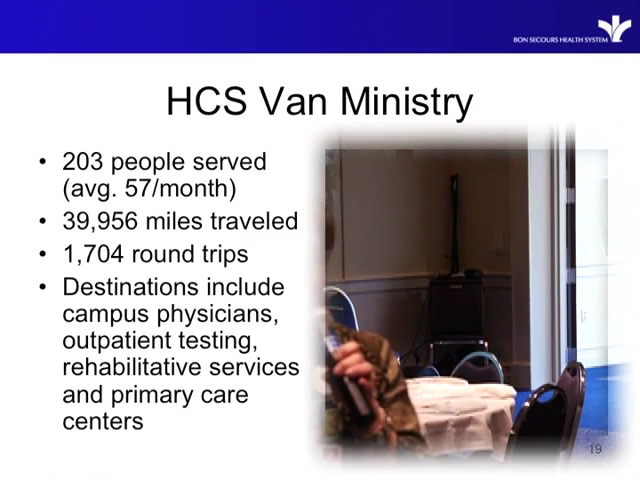 BON SECOURS HEALTH SYSTEM
HCS Van Ministry
• 203 people served
(avg. 57/month)
• 39,956 miles traveled
• 1,704 round trips
• Destinations include
campus physicians,
outpatient testing,
rehabilitative services
and primary care
centers
19